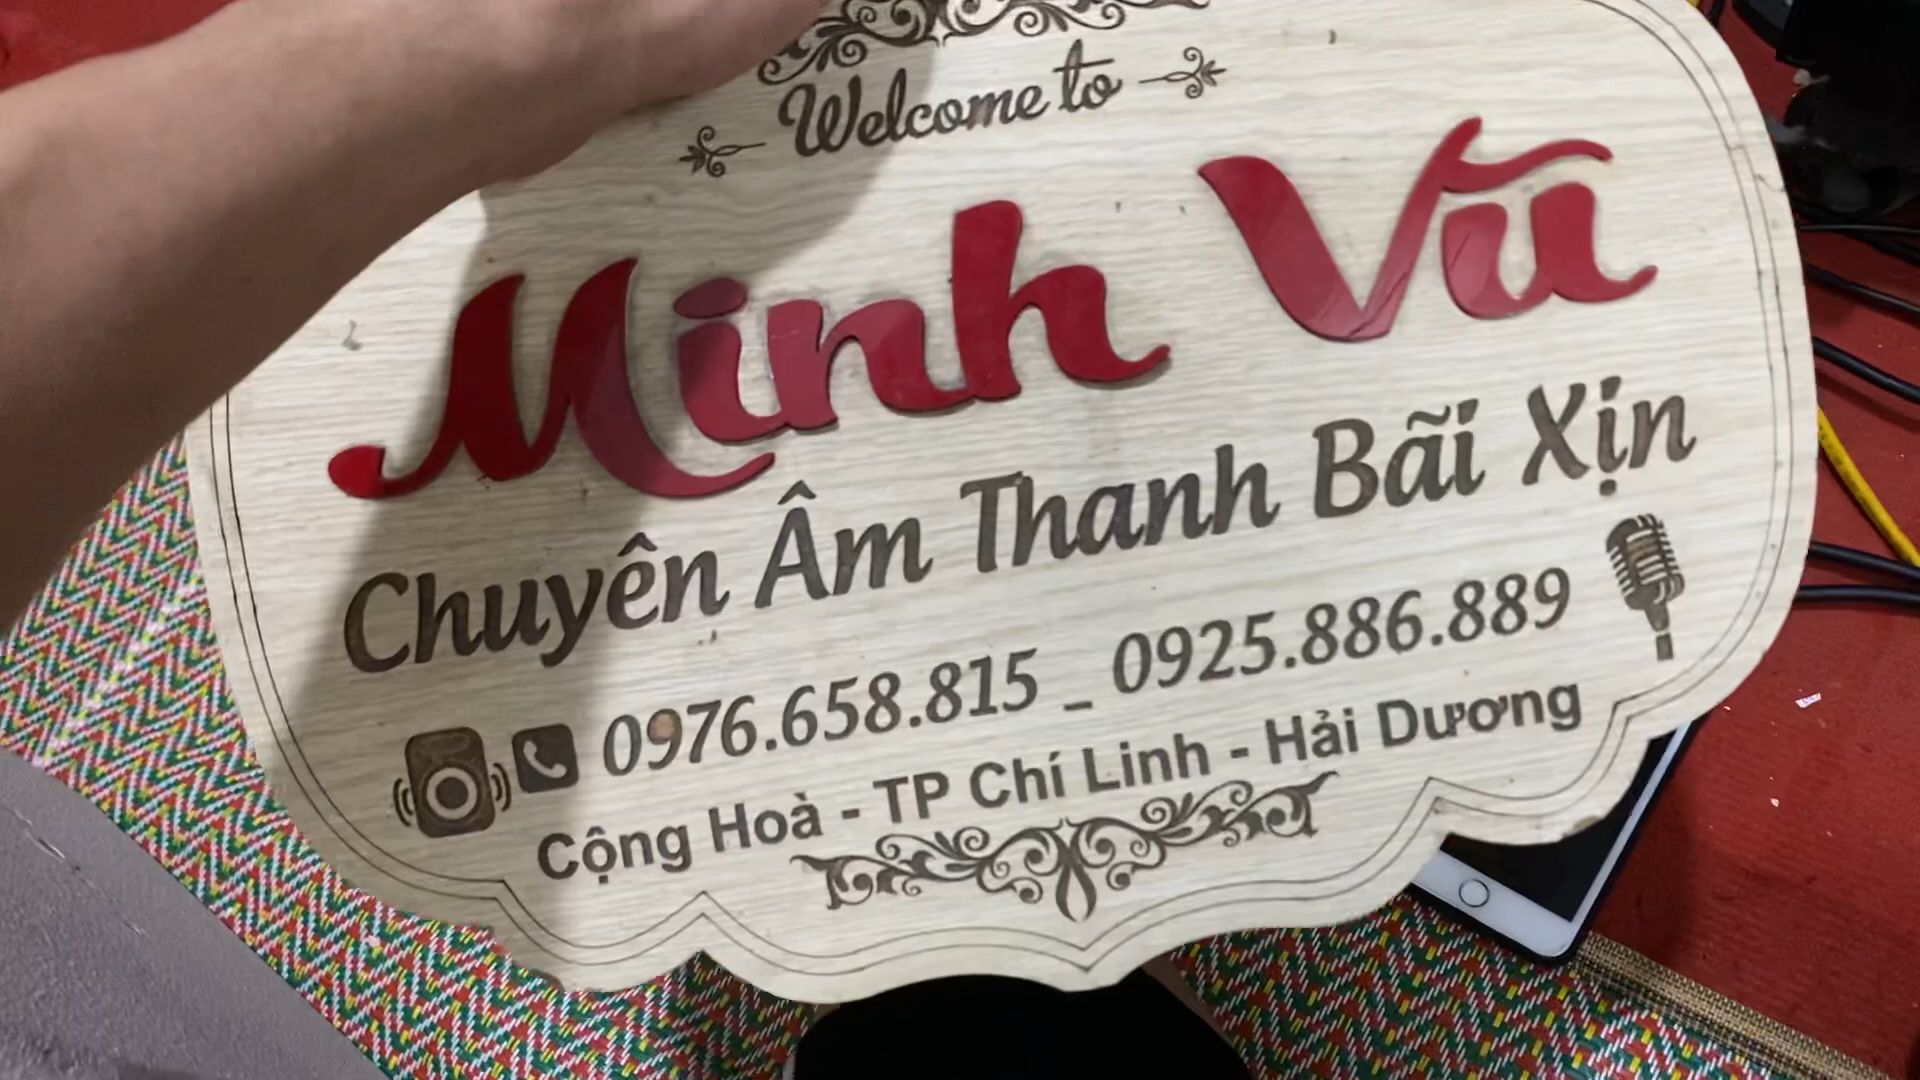 Welcome to
Minh Vũ
Chuyên Âm Thanh Bãi Xịn
0976.658.815 _ 0925.886.889
Cộng Hoà - TP Chí Linh - Hải Dương